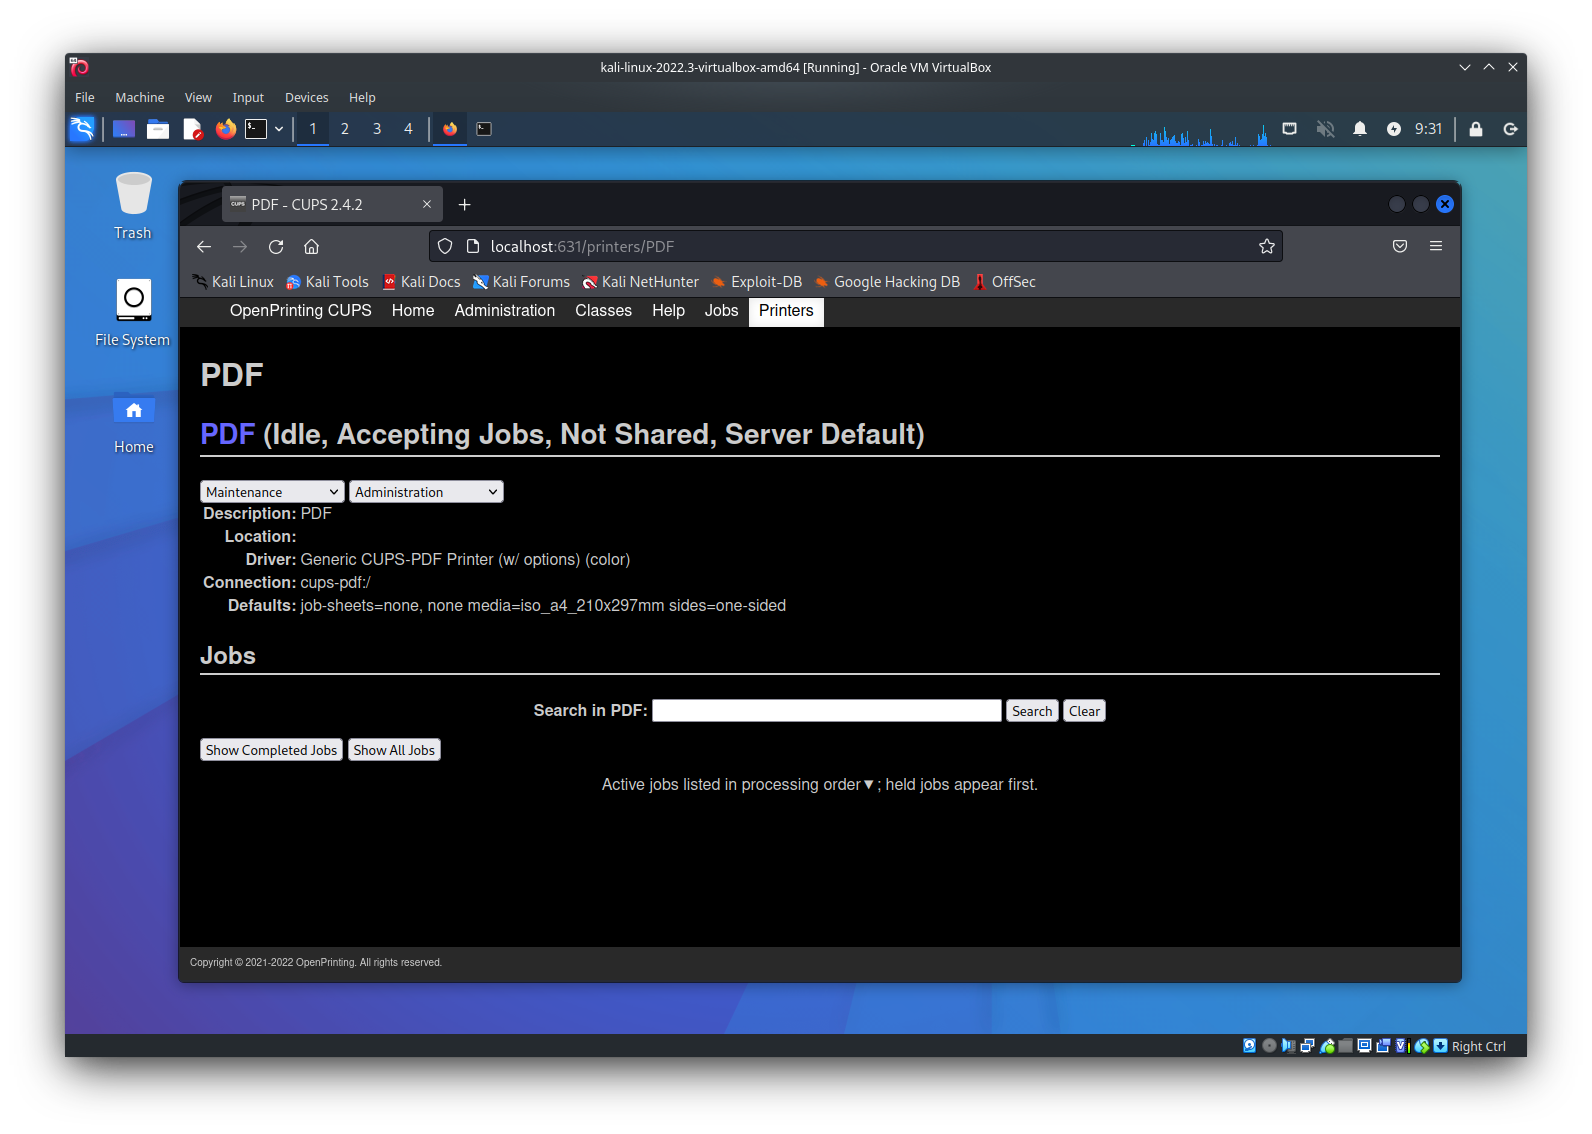 kali-linux-2022.3-virtualbox-amd64 [Running] - Oracle VM VirtualBox
File Machine View Input Devices Help
1 2 3 4 9:31
Trash
File System
Home
PDF - CUPS 2.4.2
localhost:631/printers/PDF
Kali Linux Kali Tools Kali Docs Kali Forums Kali NetHunter Exploit-DB Google Hacking DB OffSec
OpenPrinting CUPS Home Administration Classes Help Jobs Printers
PDF
PDF (Idle, Accepting Jobs, Not Shared, Server Default)
Maintenance Administration
Description: PDF
Location:
Driver: Generic CUPS-PDF Printer (w/ options) (color)
Connection: cups-pdf:/
Defaults: job-sheets=none, none media=iso_a4_210x297mm sides=one-sided
Jobs
Search in PDF: Search Clear
Show Completed Jobs Show All Jobs
Active jobs listed in processing order▼; held jobs appear first.
Copyright © 2021-2022 OpenPrinting. All rights reserved.
Right Ctrl